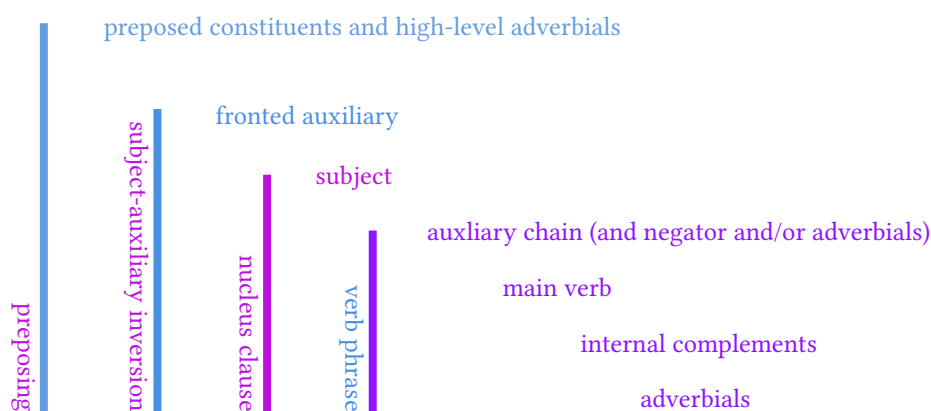 preposed constituents and high-level adverbials
fronted auxiliary
subject
auxliary chain (and negator and/or adverbials)
main verb
internal complements
adverbials
preposing
subject-auxiliary inversion
nucleus clause
verb phrase